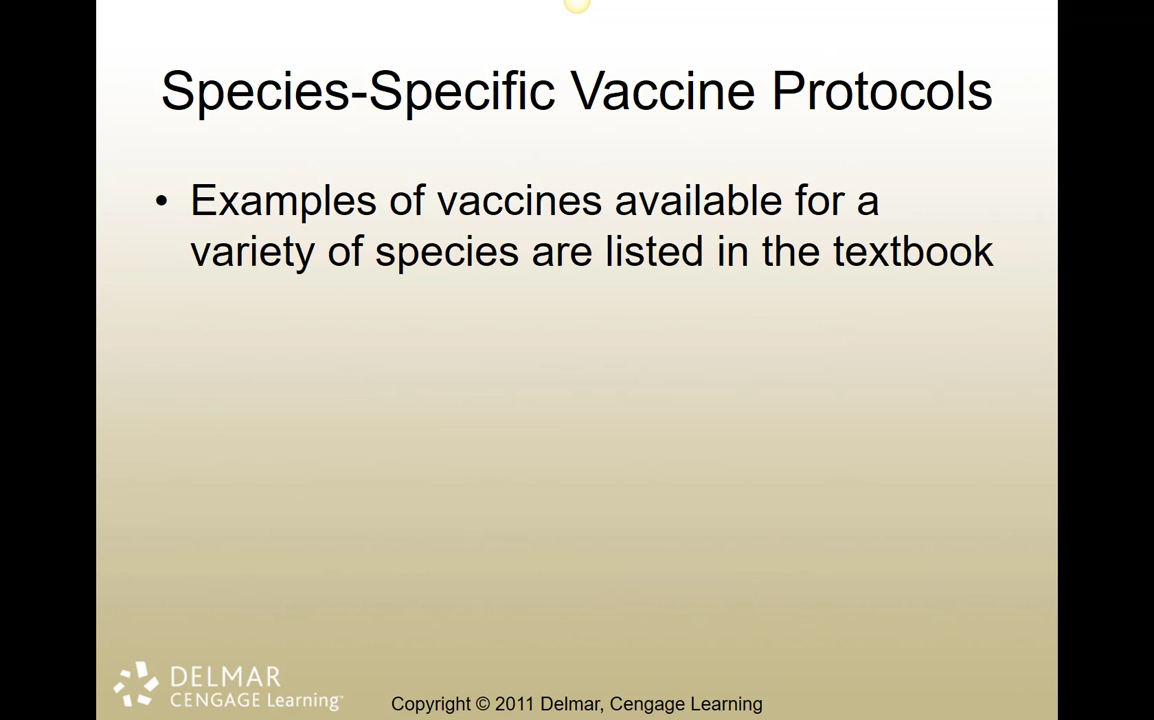 Species-Specific Vaccine Protocols
• Examples of vaccines available for a
variety of species are listed in the textbook
DELMAR
CENGAGE Learning™
Copyright © 2011 Delmar, Cengage Learning